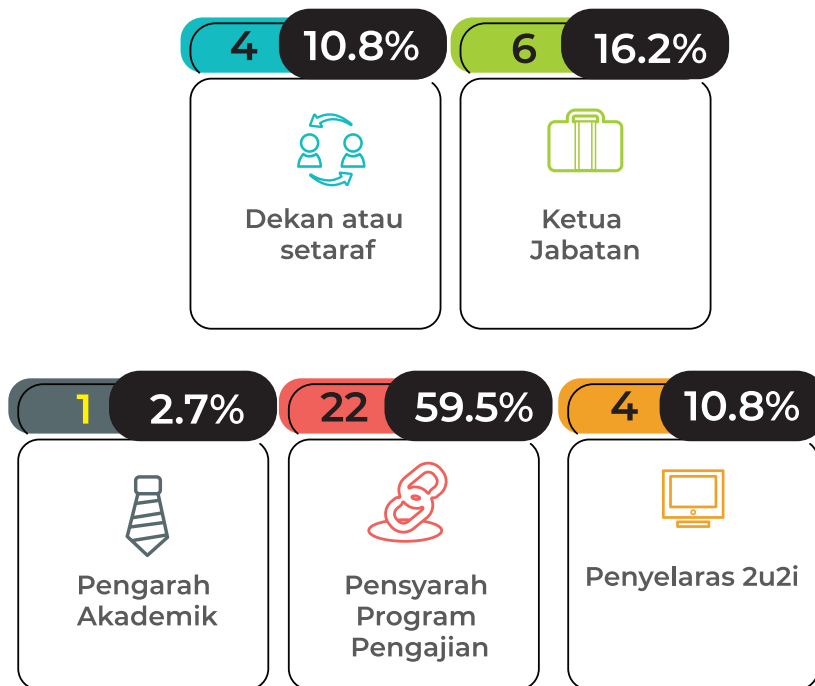 4 10.8%
Dekan atau
setaraf
6 16.2%
Ketua
Jabatan
1 2.7%
Pengarah
Akademik
22 59.5%
Pensyarah
Program
Pengajian
4 10.8%
Penyelaras 2u2i